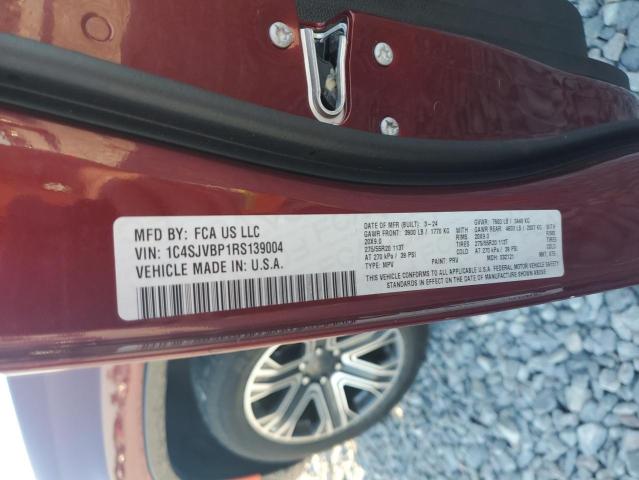 MFD BY: FCA US LLC
VIN: 1C4SJVBP1RS139004
VEHICLE MADE IN: U.S.A.
DATE OF MFR (BUILT): 3-24
GAWR FRONT: 3900 LB / 1770 KG
20X9.0
275/55R20 113T
AT 270 kPa / 39 PSI
TYPE: MPV
GVWR: 7600 LB / 3448 KG
GAWR REAR: LB / KG
20X9.0 RIMS
TIRES
275/55R20 113T
COLD
AT 270 kPa / 39 PSI
COLD
PAINT: PRV
MDH: 032121
THIS VEHICLE CONFORMS TO ALL APPLICABLE U.S.A. FEDERAL MOTOR VEHICLE SAFETY
STANDARDS IN EFFECT ON THE DATE OF MANUFACTURE SHOWN ABOVE